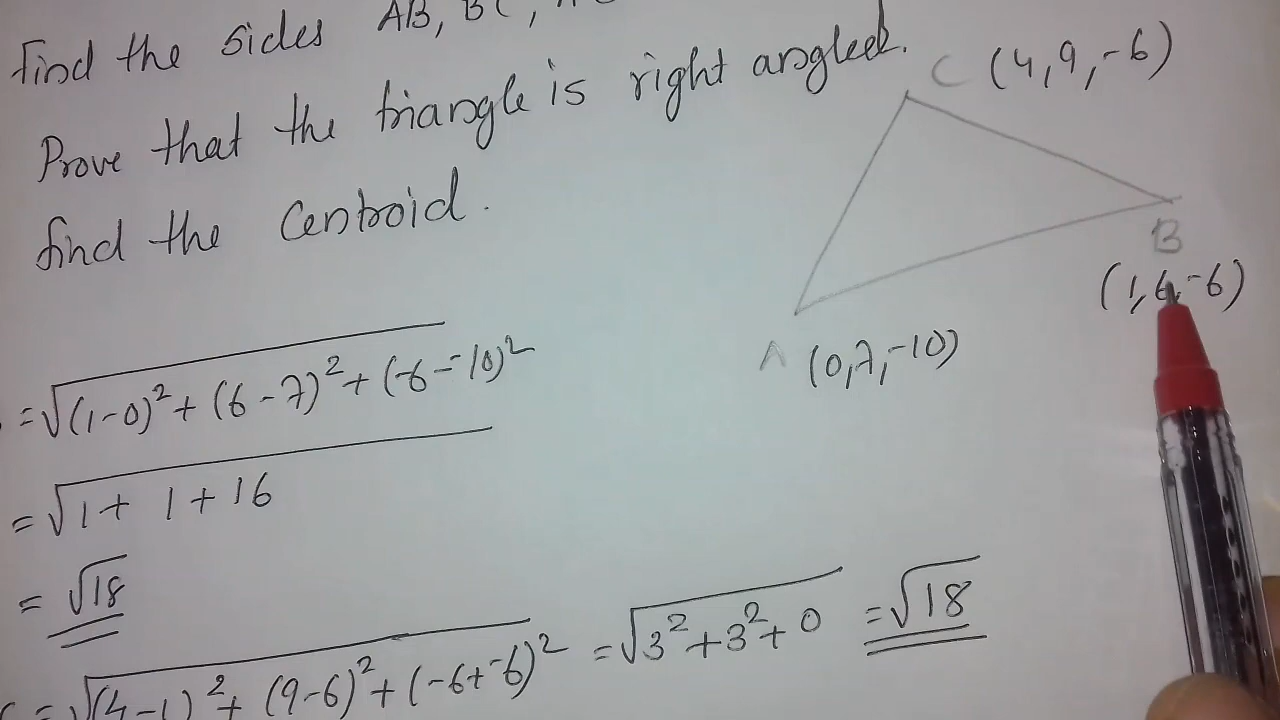 find the sides AB, BC,
Prove that the triangle is right angled.
find the Centroid.
C (4,9,-6)
B
(1,6,-6)
A (0,7,-10)
=√(1-0)²+(6-7)²+(-6--10)²
=√1+1+16
=√18
=√(4-1)²+(9-6)²+(-6+-6)² =√3²+3²+0 =√18